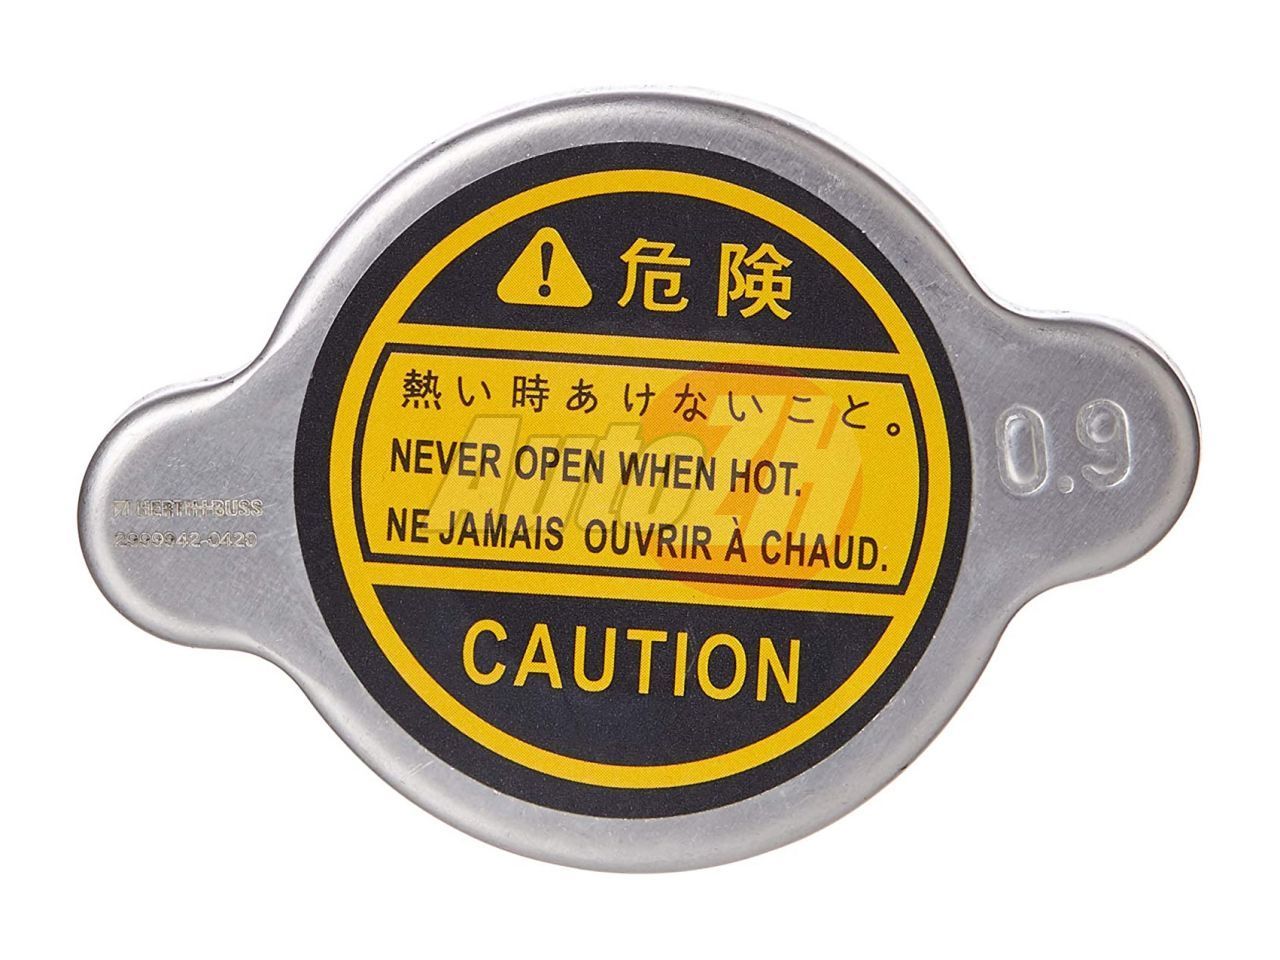 危険
熱い時あけないこと。
NEVER OPEN WHEN HOT.
NE JAMAIS OUVRIR À CHAUD.
CAUTION
0.9
HERTH+BUSS
AutoZH